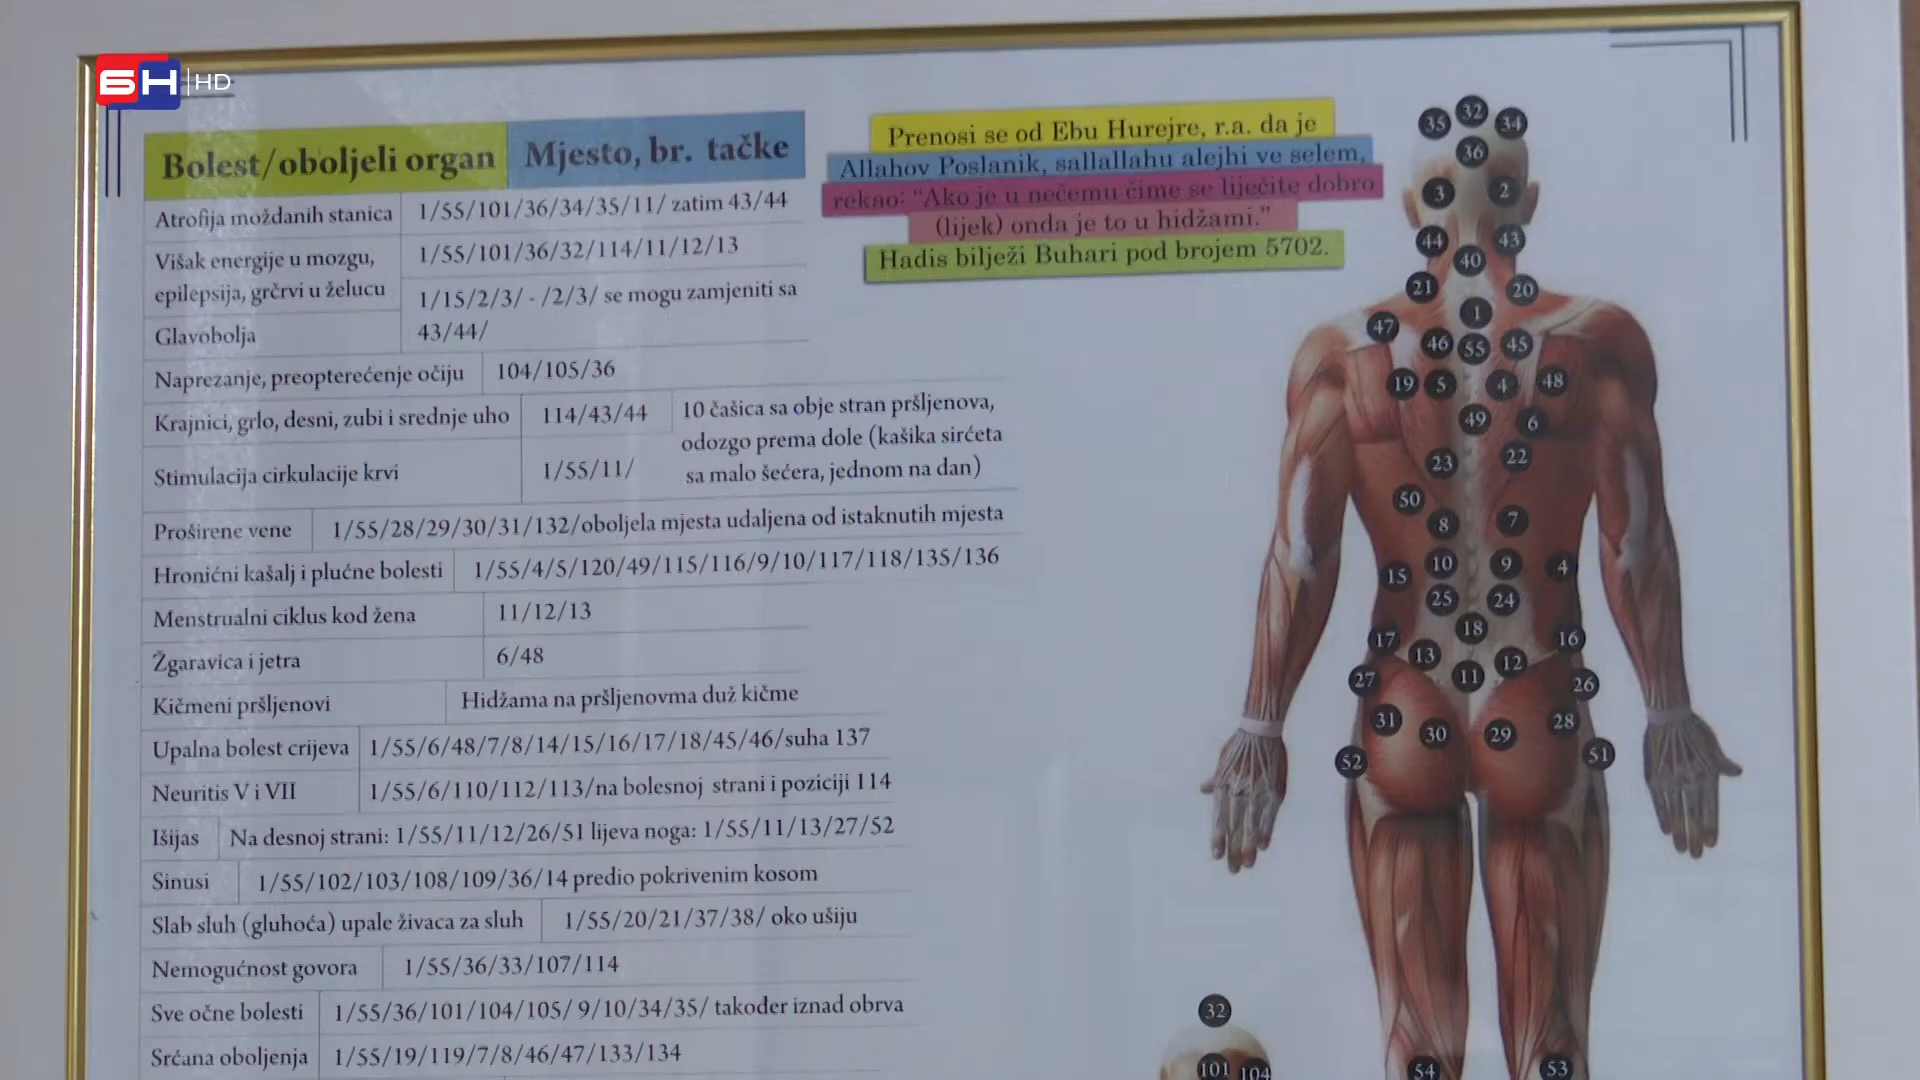 БН HD
Bolest/oboljeli organ
Mjesto, br. tačke
Atrofija moždanih stanica
1/55/101/36/34/35/11/ zatim 43/44
Višak energije u mozgu,
epilepsija, grčrvi u želucu
1/55/101/36/32/114/11/12/13
Glavobolja
1/15/2/3/ - /2/3/ se mogu zamjeniti sa
43/44/
Naprezanje, preopterećenje očiju
104/105/36
Krajnici, grlo, desni, zubi i srednje uho
114/43/44
Stimulacija cirkulacije krvi
1/55/11/
10 čašica sa obje stran pršljenova,
odozgo prema dole (kašika sirćeta
sa malo šećera, jednom na dan)
Proširene vene
1/55/28/29/30/31/132/oboljela mjesta udaljena od istaknutih mjesta
Hronićni kašalj i plućne bolesti
1/55/4/5/120/49/115/116/9/10/117/118/135/136
Menstrualni ciklus kod žena
11/12/13
Žgaravica i jetra
6/48
Kičmeni pršljenovi
Hidžama na pršljenovma duž kičme
Upalna bolest crijeva
1/55/6/48/7/8/14/15/16/17/18/45/46/suha 137
Neuritis V i VII
1/55/6/110/112/113/na bolesnoj strani i poziciji 114
Išijas
Na desnoj strani: 1/55/11/12/26/51 lijeva noga: 1/55/11/13/27/52
Sinusi
1/55/102/103/108/109/36/14 predio pokrivenim kosom
Slab sluh (gluhoća) upale živaca za sluh
1/55/20/21/37/38/ oko ušiju
Nemogućnost govora
1/55/36/33/107/114
Sve očne bolesti
1/55/36/101/104/105/ 9/10/34/35/ također iznad obrva
Srćana oboljenja
1/55/19/119/7/8/46/47/133/134
Prenosi se od Ebu Hurejre, r.a. da je
Allahov Poslanik, sallallahu alejhi ve selem,
rekao: "Ako je u nečemu čime se liječite dobro
(lijek) onda je to u hidžami."
Hadis bilježi Buhari pod brojem 5702.
35 32 34
36
3 2
44 43
40
21 20
1
47
46 55 45
19 5 4 48
49 6
23 22
50
8 7
10 9 4
15
25 24
18
17 16
13 12
11
27 26
31 28
30 29
52 51
32
101 104
54 53